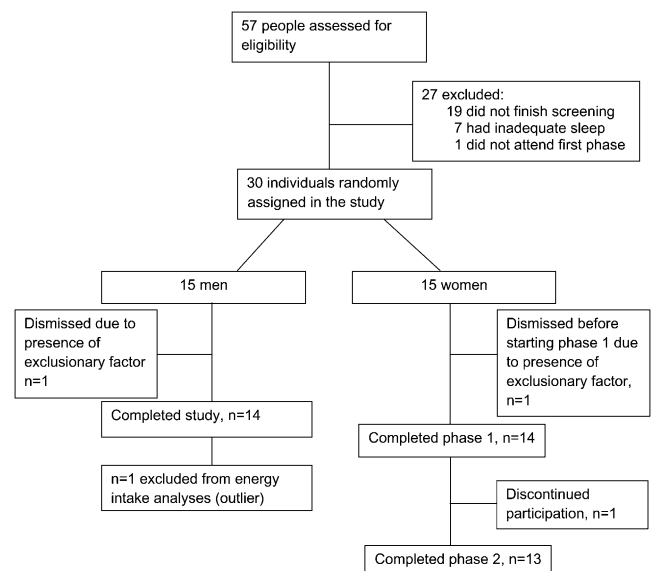 57 people assessed for
eligibility
27 excluded:
19 did not finish screening
7 had inadequate sleep
1 did not attend first phase
30 individuals randomly
assigned in the study
15 men
15 women
Dismissed due to
presence of
exclusionary factor
n=1
Dismissed before
starting phase 1 due
to presence of
exclusionary factor,
n=1
Completed study, n=14
Completed phase 1, n=14
n=1 excluded from energy
intake analyses (outlier)
Discontinued
participation, n=1
Completed phase 2, n=13